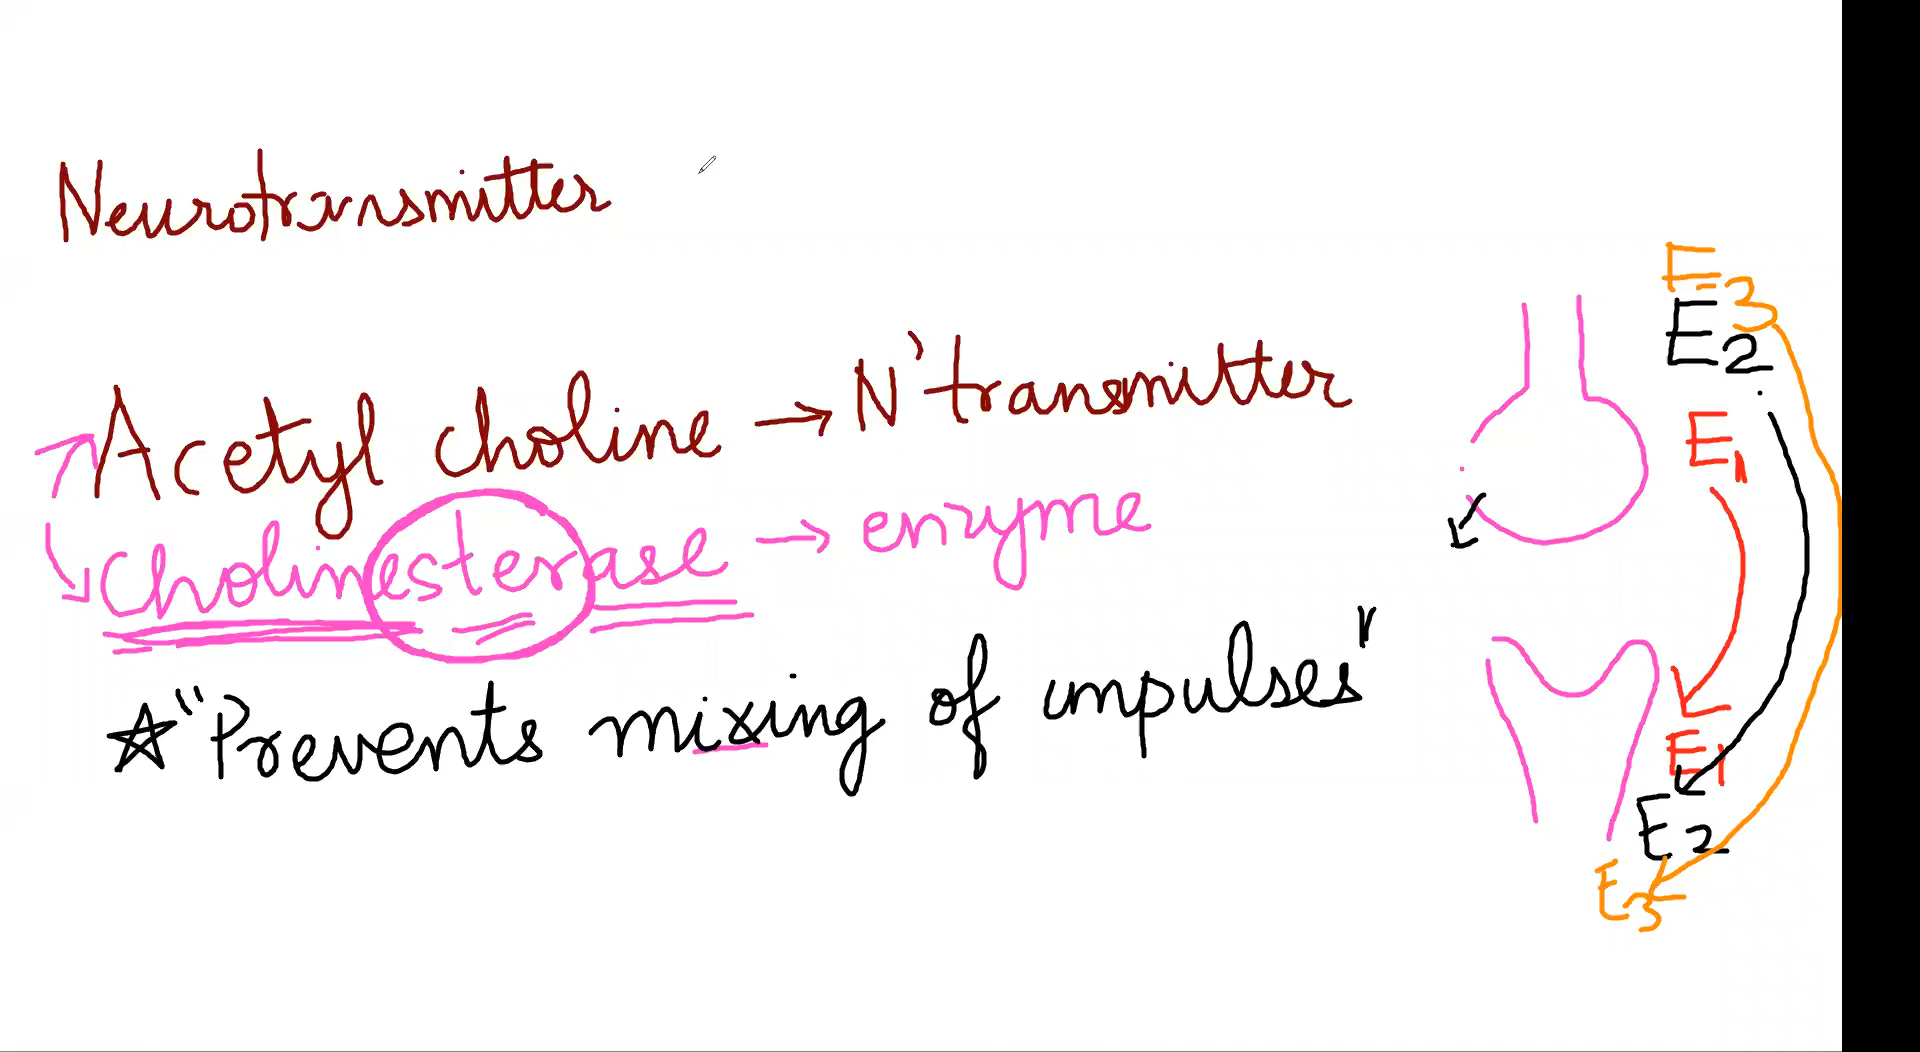 Neurotransmitter
Acetyl choline → N'transmitter
Cholinesterase → enzyme
☆ "Prevents mixing of impulses"
E3
E2
E1
E1
E2
E3